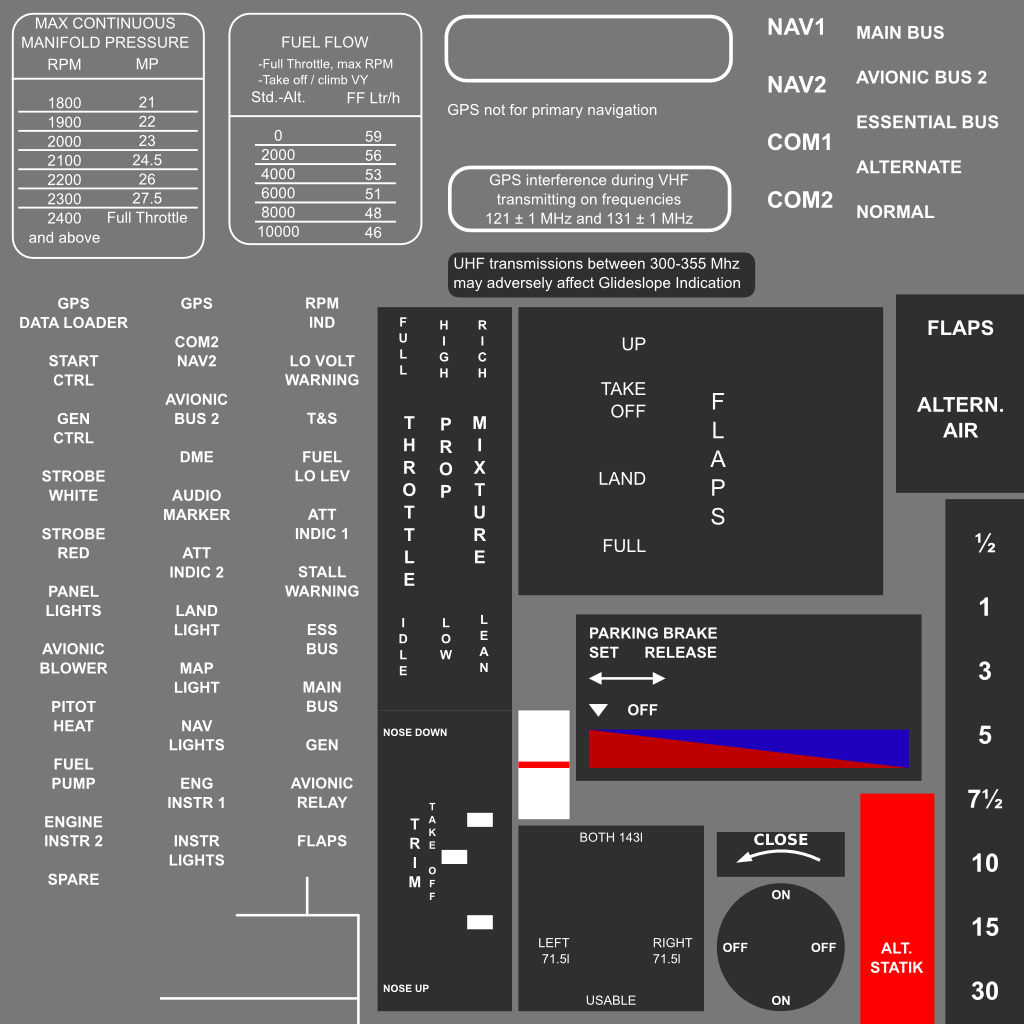 MAX CONTINUOUS
MANIFOLD PRESSURE
RPM MP
1800 21
1900 22
2000 23
2100 24.5
2200 26
2300 27.5
2400 Full Throttle
and above
FUEL FLOW
-Full Throttle, max RPM
-Take off / climb VY
Std.-Alt. FF Ltr/h
0 59
2000 56
4000 53
6000 51
8000 48
10000 46
GPS not for primary navigation
GPS interference during VHF
transmitting on frequencies
121 ± 1 MHz and 131 ± 1 MHz
UHF transmissions between 300-355 Mhz
may adversely affect Glideslope Indication
NAV1
NAV2
COM1
COM2
MAIN BUS
AVIONIC BUS 2
ESSENTIAL BUS
ALTERNATE
NORMAL
GPS
DATA LOADER
START
CTRL
GEN
CTRL
STROBE
WHITE
STROBE
RED
PANEL
LIGHTS
AVIONIC
BLOWER
PITOT
HEAT
FUEL
PUMP
ENGINE
INSTR 2
SPARE
GPS
COM2
NAV2
AVIONIC
BUS 2
DME
AUDIO
MARKER
ATT
INDIC 2
LAND
LIGHT
MAP
LIGHT
NAV
LIGHTS
ENG
INSTR 1
INSTR
LIGHTS
RPM
IND
LO VOLT
WARNING
T&S
FUEL
LO LEV
ATT
INDIC 1
STALL
WARNING
ESS
BUS
MAIN
BUS
GEN
AVIONIC
RELAY
FLAPS
FULL
THROTTLE
IDLE
HIGH
PROP
LOW
RICH
MIXTURE
LEAN
NOSE DOWN
TRIM
TAKE OFF
NOSE UP
UP
TAKE
OFF
LAND
FULL
FLAPS
PARKING BRAKE
SET RELEASE
OFF
BOTH 143l
LEFT
71.5l
RIGHT
71.5l
USABLE
CLOSE
ON
OFF OFF
ON
FLAPS
ALTERN.
AIR
ALT.
STATIK
½
1
3
5
7½
10
15
30